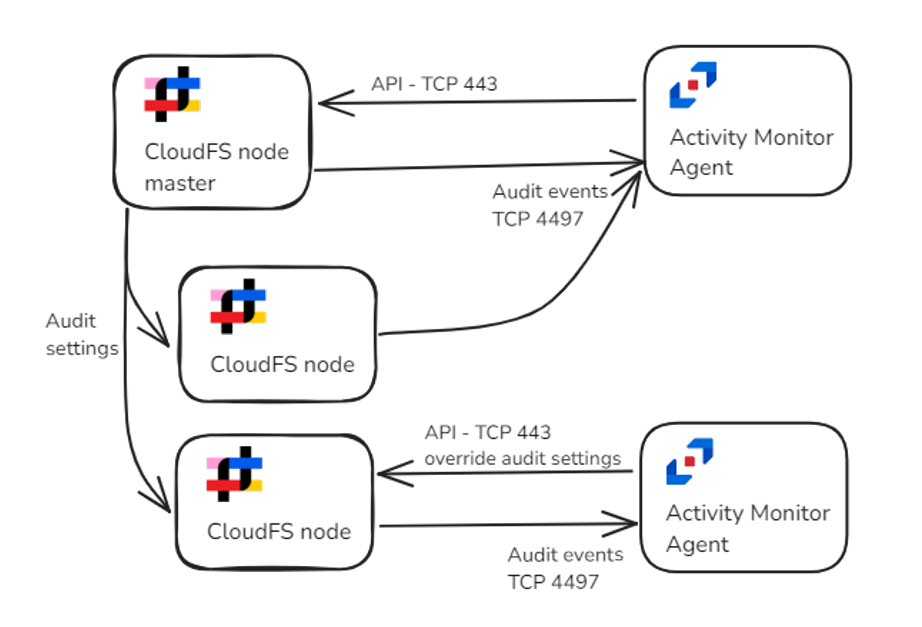 API - TCP 443
CloudFS node
master
Activity Monitor
Agent
Audit events
TCP 4497
Audit
settings
CloudFS node
API - TCP 443
override audit settings
CloudFS node
Activity Monitor
Agent
Audit events
TCP 4497